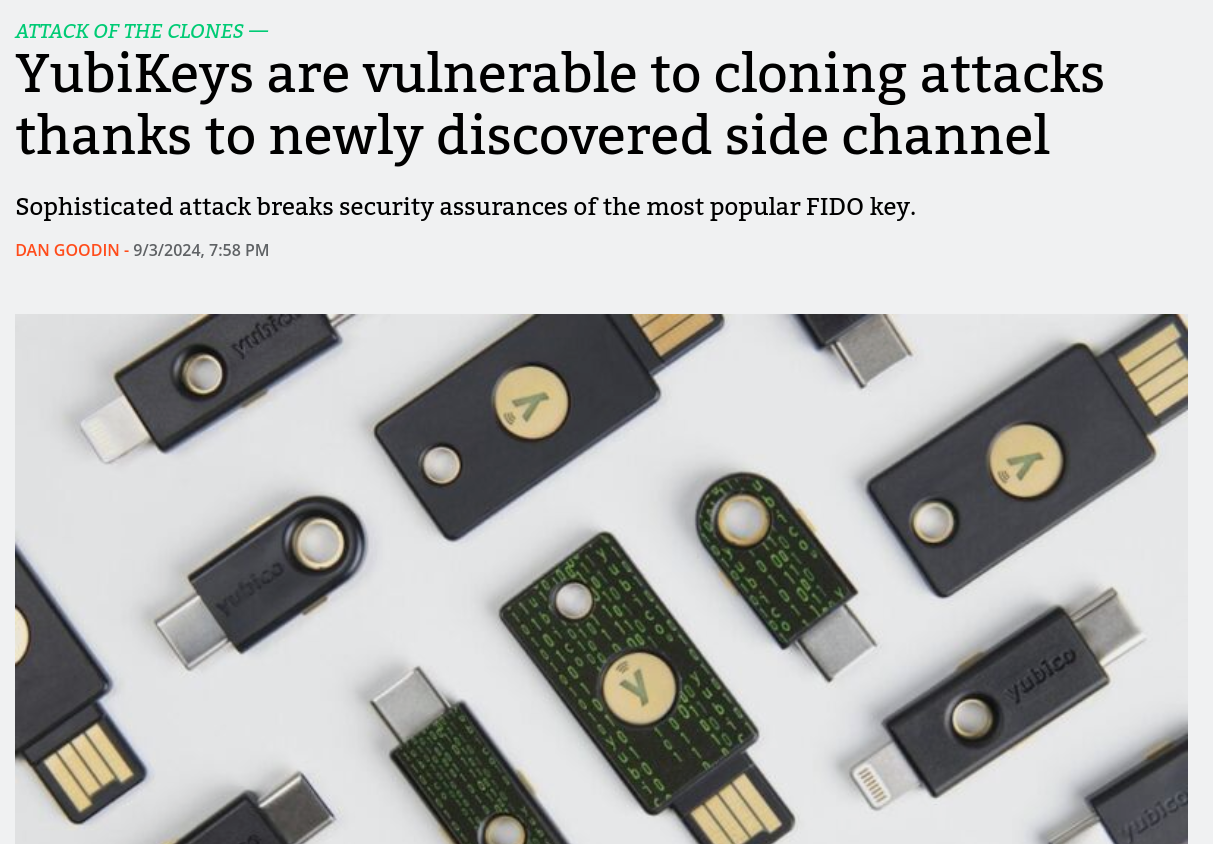 ATTACK OF THE CLONES —
YubiKeys are vulnerable to cloning attacks
thanks to newly discovered side channel
Sophisticated attack breaks security assurances of the most popular FIDO key.
DAN GOODIN - 9/3/2024, 7:58 PM
yubico
yubico
yubico
yubico